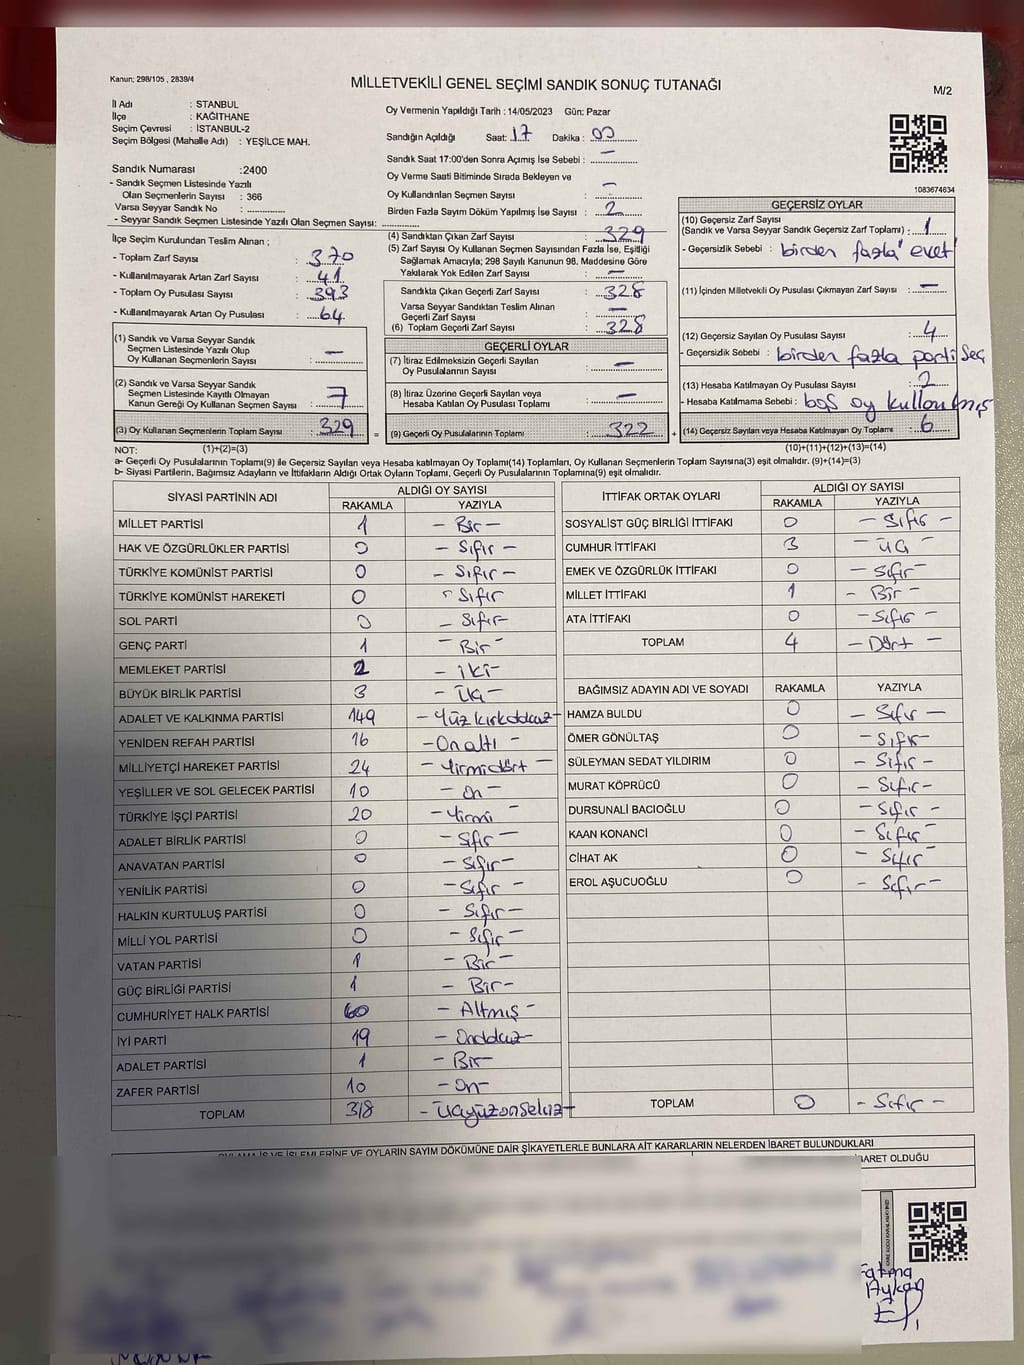 Kanun; 298/105 , 2839/4
MİLLETVEKİLİ GENEL SEÇİMİ SANDIK SONUÇ TUTANAĞI
M/2
İl Adı : STANBUL
İlçe : KAĞITHANE
Seçim Çevresi : İSTANBUL-2
Seçim Bölgesi (Mahalle Adı) : YEŞİLCE MAH.
Sandık Numarası :2400
- Sandık Seçmen Listesinde Yazılı
Olan Seçmenlerin Sayısı : 366
Varsa Seyyar Sandık No : ..............
- Seyyar Sandık Seçmen Listesinde Yazılı Olan Seçmen Sayısı: ..............
Oy Vermenin Yapıldığı Tarih : 14/05/2023 Gün: Pazar
Sandığın Açıldığı Saat: 17 Dakika : 00
Sandık Saat 17:00'den Sonra Açımış İse Sebebi : —
Oy Verme Saati Bitiminde Sırada Bekleyen ve
Oy Kullandırılan Seçmen Sayısı : —
Birden Fazla Sayım Döküm Yapılmış İse Sayısı : 2
1083674634
İlçe Seçim Kurulundan Teslim Alınan ;
- Toplam Zarf Sayısı : 370
- Kullanılmayarak Artan Zarf Sayısı : 41
- Toplam Oy Pusulası Sayısı : 393
- Kullanılmayarak Artan Oy Pusulası : 64
(1) Sandık ve Varsa Seyyar Sandık
Seçmen Listesinde Yazılı Olup
Oy Kullanan Seçmenlerin Sayısı : —
(2) Sandık ve Varsa Seyyar Sandık
Seçmen Listesinde Kayıtlı Olmayan
Kanun Gereği Oy Kullanan Seçmen Sayısı : 7
(3) Oy Kullanan Seçmenlerin Toplam Sayısı : 329
(4) Sandıktan Çıkan Zarf Sayısı : 329
(5) Zarf Sayısı Oy Kullanan Seçmen Sayısından Fazla İse, Eşitliği
Sağlamak Amacıyla; 298 Sayılı Kanunun 98. Maddesine Göre
Yakılarak Yok Edilen Zarf Sayısı : —
Sandıkta Çıkan Geçerli Zarf Sayısı : 328
Varsa Seyyar Sandıktan Teslim Alınan
Geçerli Zarf Sayısı : —
(6) Toplam Geçerli Zarf Sayısı : 328
GEÇERLİ OYLAR
(7) İtiraz Edilmeksizin Geçerli Sayılan
Oy Pusulalarının Sayısı : —
(8) İtiraz Üzerine Geçerli Sayılan veya
Hesaba Katılan Oy Pusulası Toplamı : —
= (9) Geçerli Oy Pusulalarının Toplamı : 322 +
GEÇERSİZ OYLAR
(10) Geçersiz Zarf Sayısı
(Sandık ve Varsa Seyyar Sandık Geçersiz Zarf Toplamı) : 1
- Geçersizlik Sebebi : birden fazla evet
(11) İçinden Milletvekili Oy Pusulası Çıkmayan Zarf Sayısı : —
(12) Geçersiz Sayılan Oy Pusulası Sayısı : 4
- Geçersizlik Sebebi : birden fazla parti seç
(13) Hesaba Katılmayan Oy Pusulası Sayısı : 2
- Hesaba Katılmama Sebebi : boş oy kullanılmış
(14) Geçersiz Sayılan veya Hesaba Katılmayan Oy Toplamı : 6
NOT: (1)+(2)=(3) (10)+(11)+(12)+(13)=(14)
a- Geçerli Oy Pusulalarının Toplamı(9) ile Geçersiz Sayılan veya Hesaba katılmayan Oy Toplamı(14) Toplamları, Oy Kullanan Seçmenlerin Toplam Sayısına(3) eşit olmalıdır. (9)+(14)=(3)
b- Siyasi Partilerin, Bağımsız Adayların ve İttifakların Aldığı Ortak Oyların Toplamı, Geçerli Oy Pusulalarının Toplamına(9) eşit olmalıdır.
SİYASİ PARTİNİN ADI ALDIĞI OY SAYISI
RAKAMLA YAZIYLA
MİLLET PARTİSİ 1 - Bir -
HAK VE ÖZGÜRLÜKLER PARTİSİ 0 - Sıfır -
TÜRKİYE KOMÜNİST PARTİSİ 0 - Sıfır -
TÜRKİYE KOMÜNİST HAREKETİ 0 - Sıfır
SOL PARTİ 0 - Sıfır -
GENÇ PARTİ 1 - Bir -
MEMLEKET PARTİSİ 2 - iki -
BÜYÜK BİRLİK PARTİSİ 3 - üç -
ADALET VE KALKINMA PARTİSİ 149 - Yüzkırkdokuz -
YENİDEN REFAH PARTİSİ 16 - Onaltı -
MİLLİYETÇİ HAREKET PARTİSİ 24 - Yirmidört -
YEŞİLLER VE SOL GELECEK PARTİSİ 10 - On -
TÜRKİYE İŞÇİ PARTİSİ 20 - Yirmi -
ADALET BİRLİK PARTİSİ 0 - Sıfır -
ANAVATAN PARTİSİ 0 - Sıfır -
YENİLİK PARTİSİ 0 - Sıfır -
HALKIN KURTULUŞ PARTİSİ 0 - Sıfır -
MİLLİ YOL PARTİSİ 0 - Sıfır -
VATAN PARTİSİ 1 - Bir -
GÜÇ BİRLİĞİ PARTİSİ 1 - Bir -
CUMHURİYET HALK PARTİSİ 60 - Altmış -
İYİ PARTİ 19 - Ondokuz -
ADALET PARTİSİ 1 - Bir -
ZAFER PARTİSİ 10 - On -
TOPLAM 318 - Üçyüzonsekiz -
İTTİFAK ORTAK OYLARI ALDIĞI OY SAYISI
RAKAMLA YAZIYLA
SOSYALİST GÜÇ BİRLİĞİ İTTİFAKI 0 - Sıfır -
CUMHUR İTTİFAKI 3 - üç -
EMEK VE ÖZGÜRLÜK İTTİFAKI 0 - Sıfır -
MİLLET İTTİFAKI 1 - Bir -
ATA İTTİFAKI 0 - Sıfır -
TOPLAM 4 - Dört -
BAĞIMSIZ ADAYIN ADI VE SOYADI RAKAMLA YAZIYLA
HAMZA BULDU 0 - Sıfır -
ÖMER GÖNÜLTAŞ 0 - Sıfır -
SÜLEYMAN SEDAT YILDIRIM 0 - Sıfır -
MURAT KÖPRÜCÜ 0 - Sıfır -
DURSUNALİ BACIOĞLU 0 - Sıfır -
KAAN KONANCİ 0 - Sıfır -
CİHAT AK 0 - Sıfır -
EROL AŞUCUOĞLU 0 - Sıfır -
TOPLAM 0 - Sıfır -
OYLAMA İŞ VE İŞLEMLERİNE VE OYLARIN SAYIM DÖKÜMÜNE DAİR ŞİKAYETLERLE BUNLARA AİT KARARLARIN NELERDEN İBARET BULUNDUKLARI
İBARET OLDUĞU
Fatma
Aykan